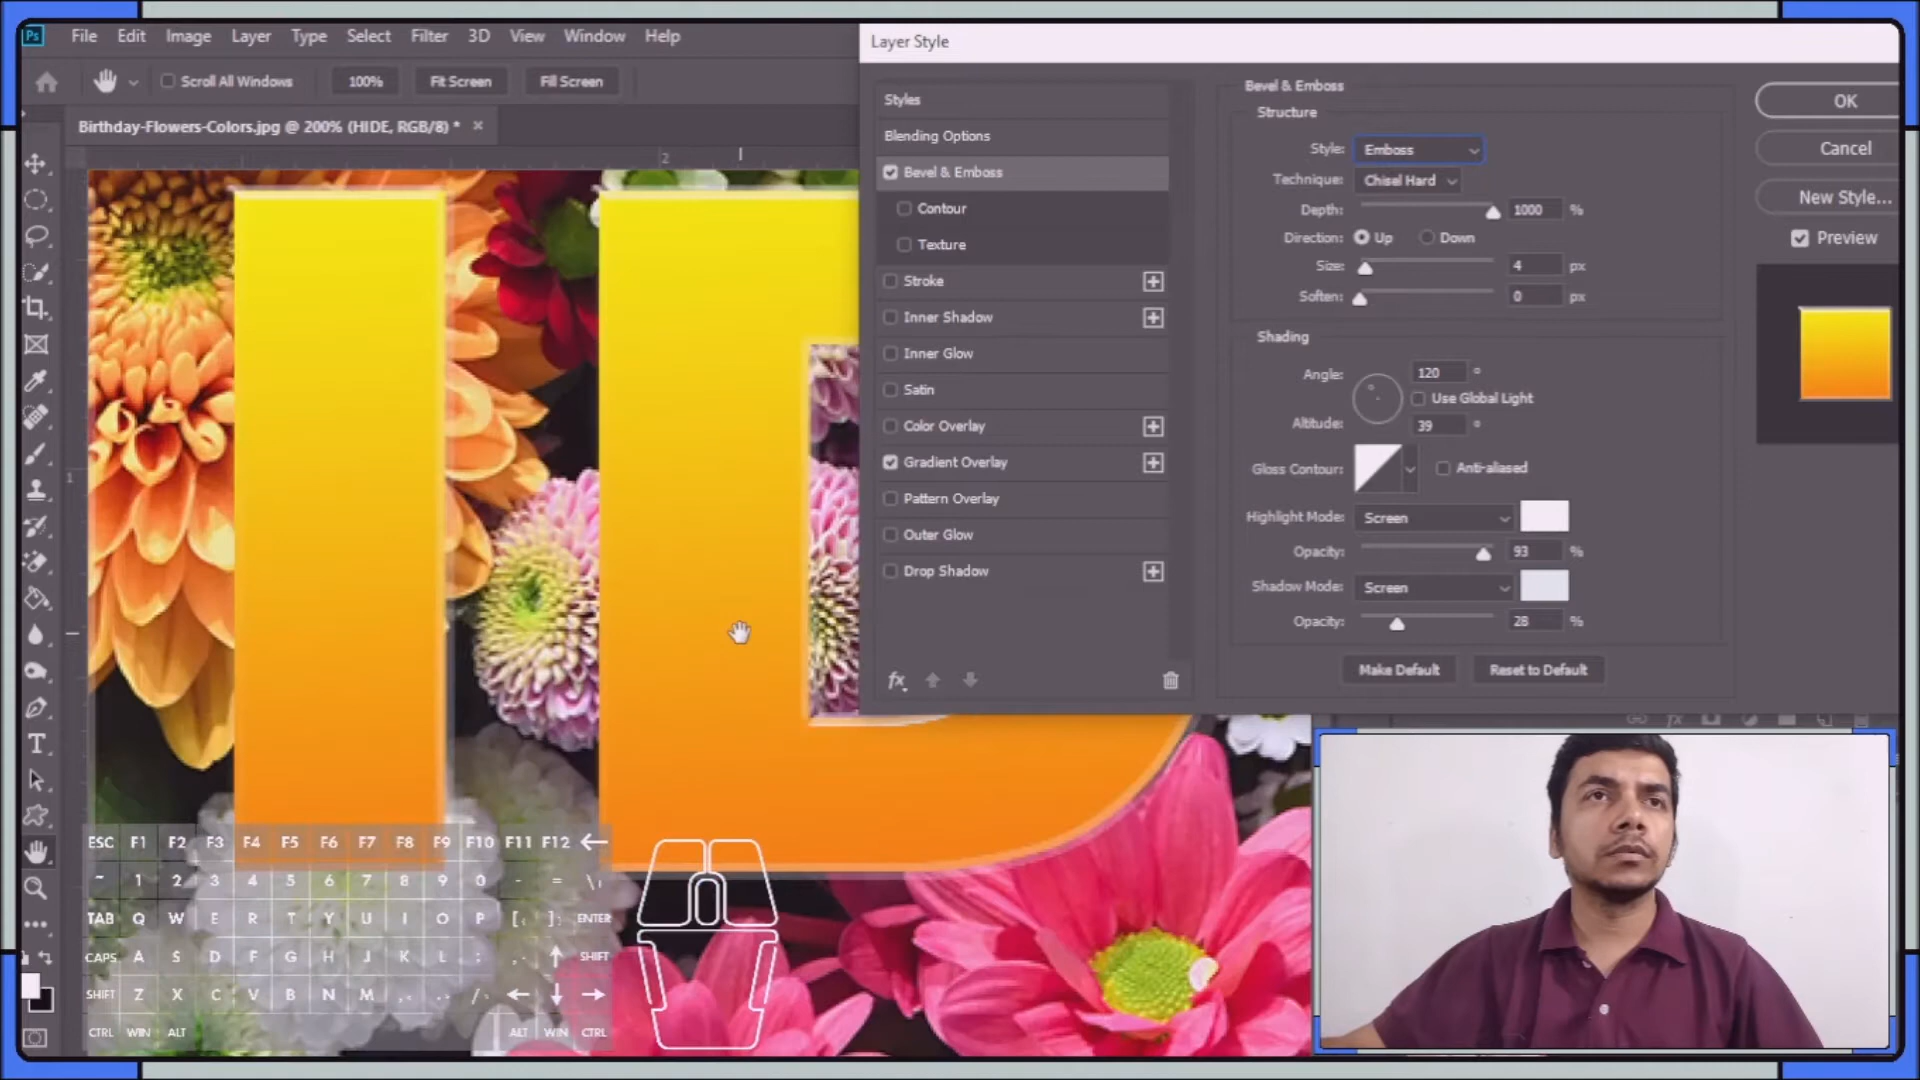 Ps File Edit Image Layer Type Select Filter 3D View Window Help
Scroll All Windows 100% Fit Screen Fill Screen
Birthday-Flowers-Colors.jpg @ 200% (HIDE, RGB/8) * ×
2
1
Layer Style
Styles
Blending Options
Bevel & Emboss
Contour
Texture
Stroke
Inner Shadow
Inner Glow
Satin
Color Overlay
Gradient Overlay
Pattern Overlay
Outer Glow
Drop Shadow
fx
Bevel & Emboss
Structure
Style: Emboss
Technique: Chisel Hard
Depth: 1000 %
Direction: Up Down
Size: 4 px
Soften: 0 px
Shading
Angle: 120 °
Use Global Light
Altitude: 39 °
Gloss Contour: Anti-aliased
Highlight Mode: Screen
Opacity: 93 %
Shadow Mode: Screen
Opacity: 28 %
Make Default Reset to Default
OK
Cancel
New Style...
Preview
ESC F1 F2 F3 F4 F5 F6 F7 F8 F9 F10 F11 F12 ←
~ 1 2 3 4 5 6 7 8 9 0 - = \
TAB Q W E R T Y U I O P [ ] ENTER
CAPS A S D F G H J K L ; ↑ SHIFT
SHIFT Z X C V B N M , . / ← ↓ →
CTRL WIN ALT ALT WIN CTRL